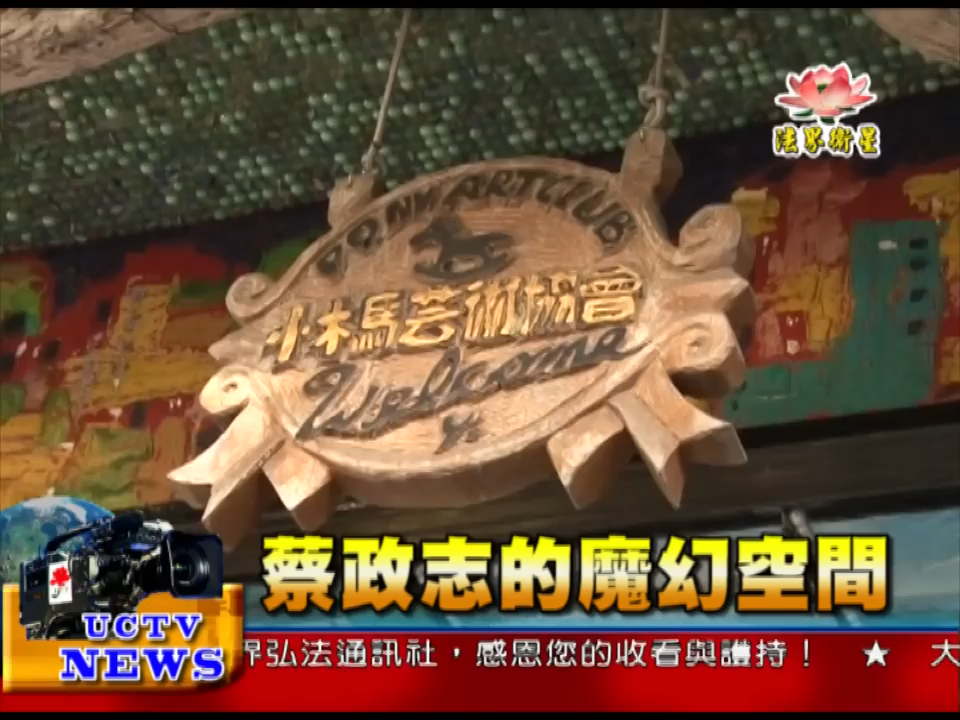 法界衛星
PONY ART CLUB
小木馬芸術協會
Welcome
蔡政志的魔幻空間
UCTV
NEWS
界弘法通訊社，感恩您的收看與護持！ ★ 大